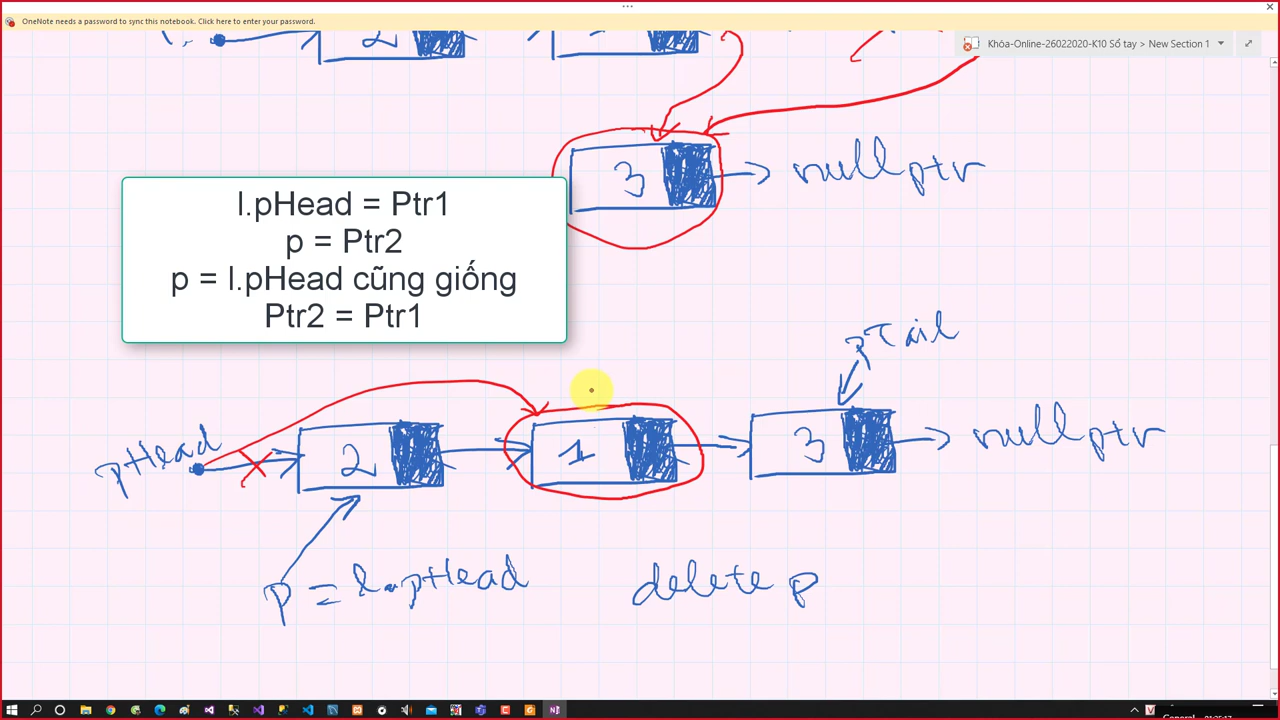 OneNote needs a password to sync this notebook. Click here to enter your password.
Khóa-Online-26022020-K10 Sổ tay > New Section 1
2
1
3
nullptr
l.pHead = Ptr1
p = Ptr2
p = l.pHead cũng giống
Ptr2 = Ptr1
pTail
pHead
2
1
3
nullptr
p = l.pHead
delete p